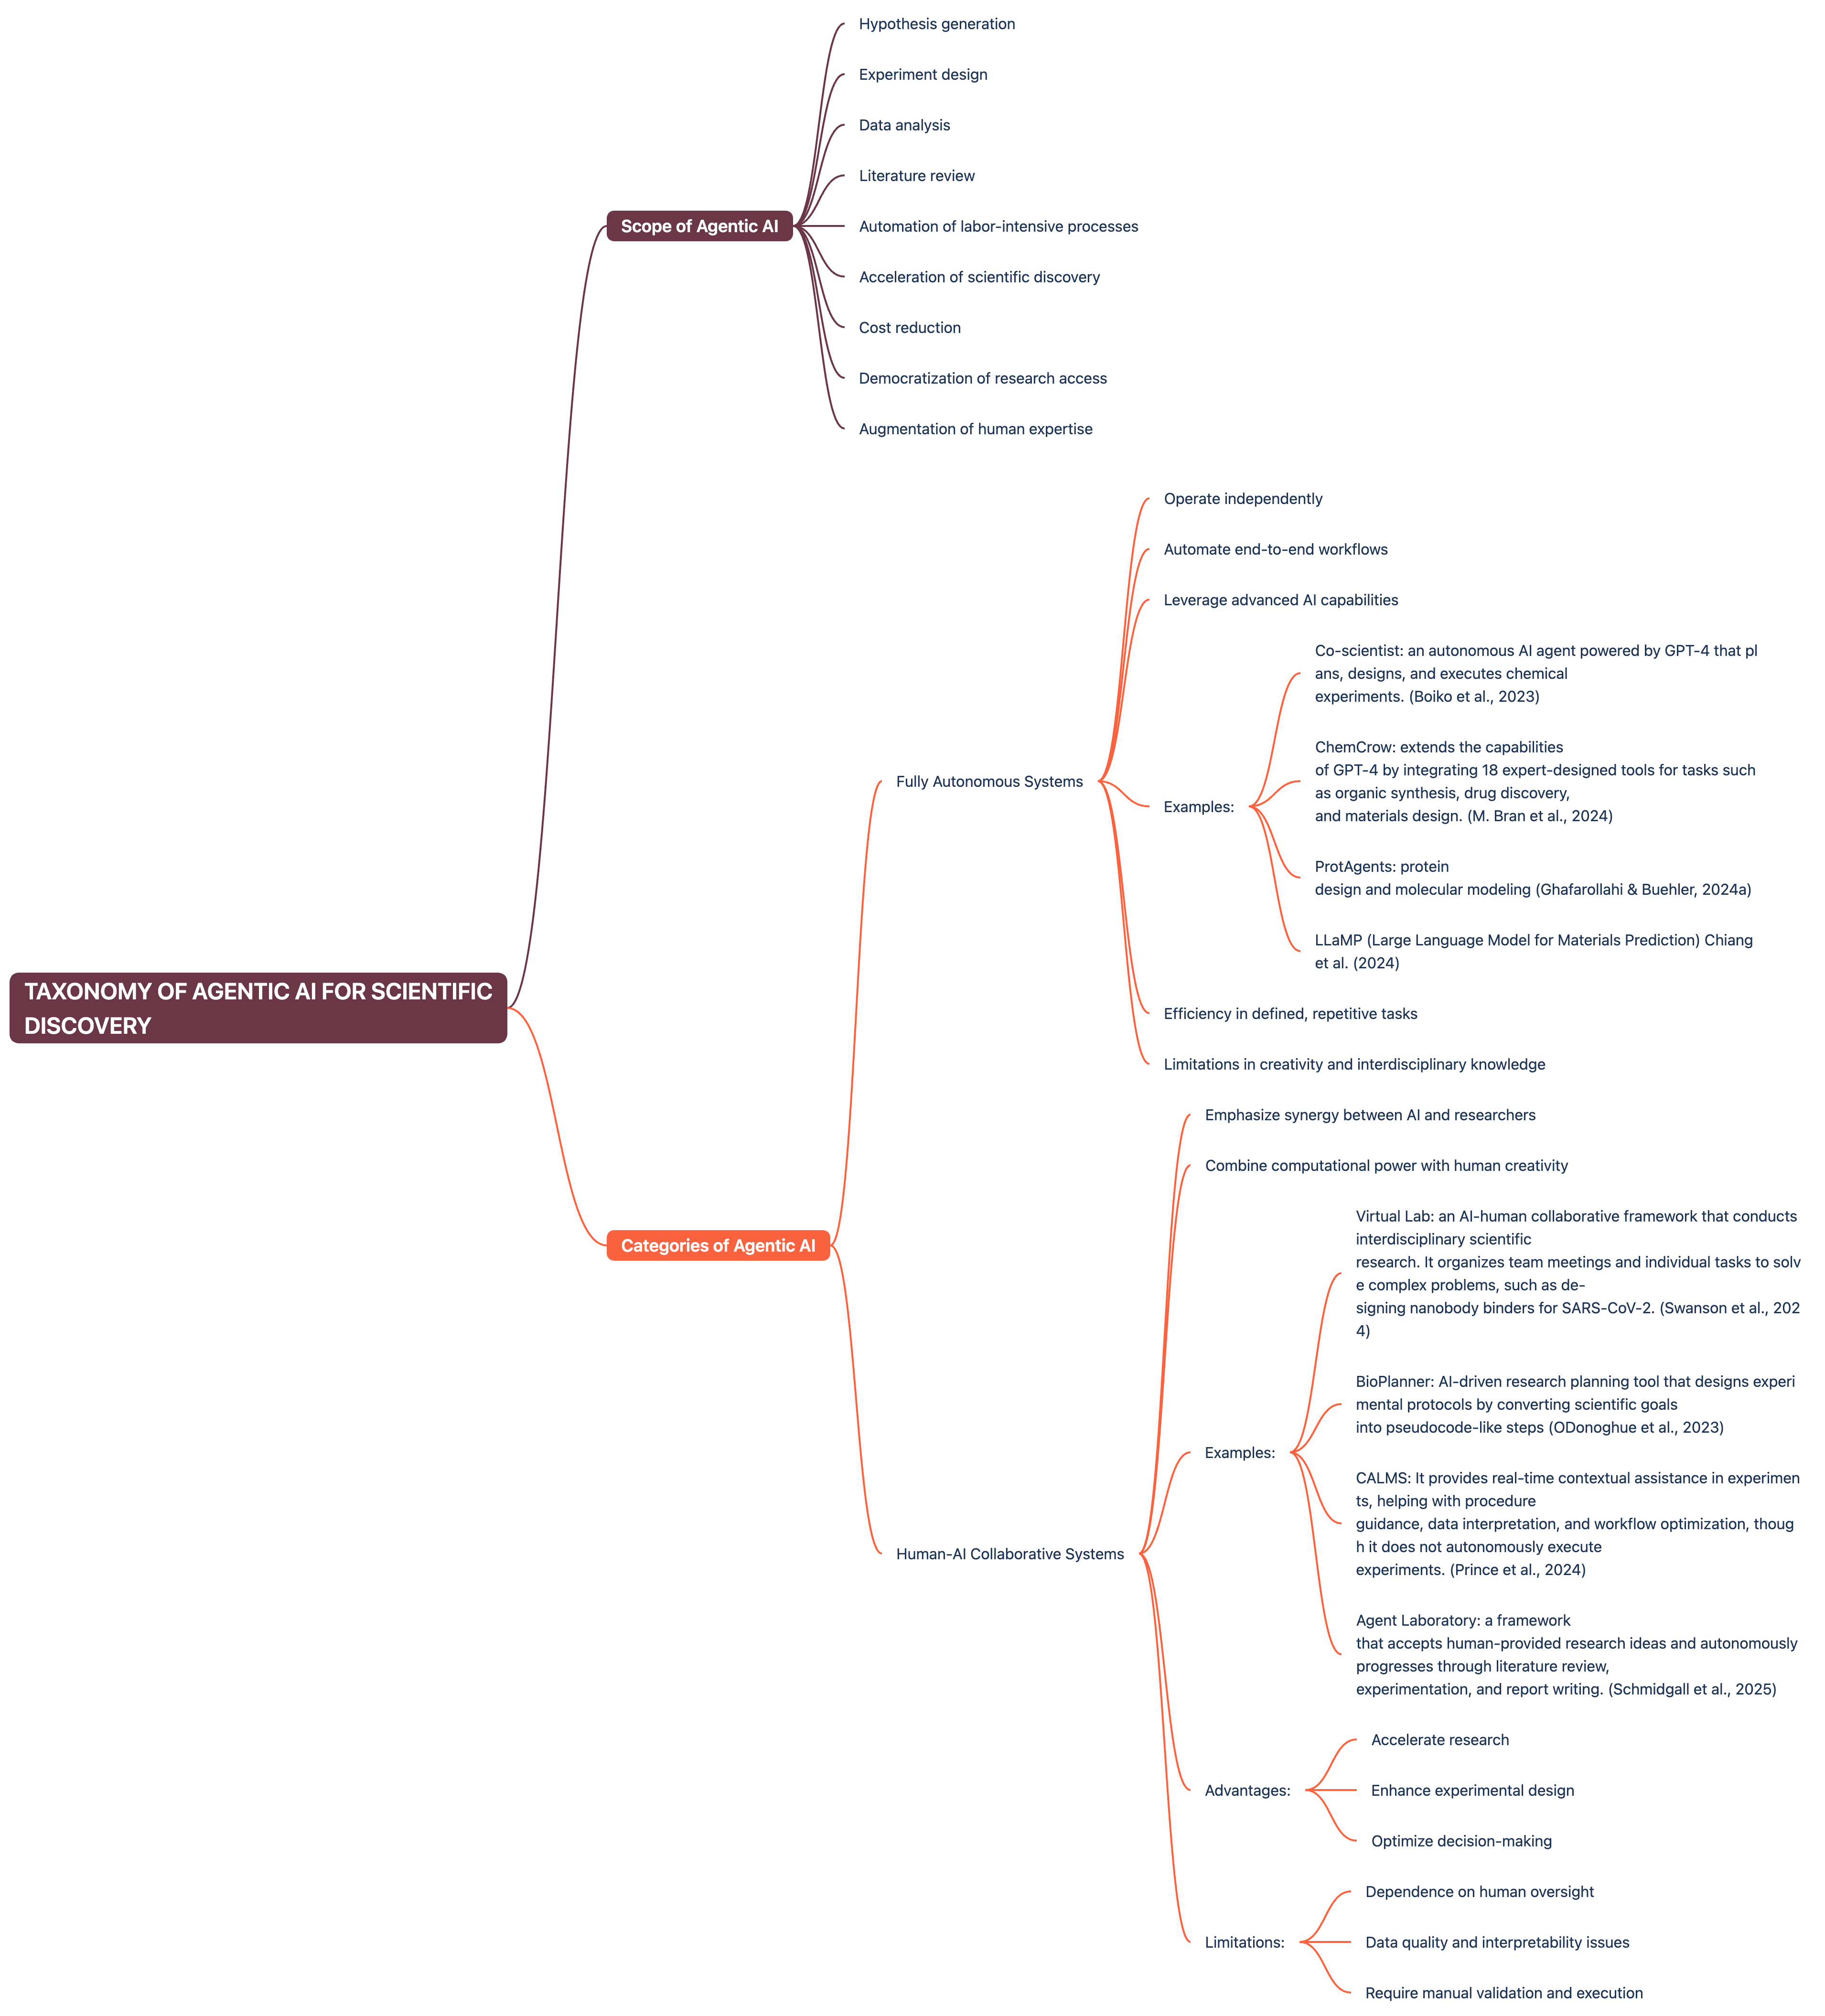 Hypothesis generation
Experiment design
Data analysis
Literature review
Scope of Agentic AI
Automation of labor-intensive processes
Acceleration of scientific discovery
Cost reduction
Democratization of research access
Augmentation of human expertise
TAXONOMY OF AGENTIC AI FOR SCIENTIFIC
DISCOVERY
Categories of Agentic AI
Fully Autonomous Systems
Operate independently
Automate end-to-end workflows
Leverage advanced AI capabilities
Examples:
Co-scientist: an autonomous AI agent powered by GPT-4 that pl
ans, designs, and executes chemical
experiments. (Boiko et al., 2023)
ChemCrow: extends the capabilities
of GPT-4 by integrating 18 expert-designed tools for tasks such
as organic synthesis, drug discovery,
and materials design. (M. Bran et al., 2024)
ProtAgents: protein
design and molecular modeling (Ghafarollahi & Buehler, 2024a)
LLaMP (Large Language Model for Materials Prediction) Chiang
et al. (2024)
Efficiency in defined, repetitive tasks
Limitations in creativity and interdisciplinary knowledge
Human-AI Collaborative Systems
Emphasize synergy between AI and researchers
Combine computational power with human creativity
Examples:
Virtual Lab: an AI-human collaborative framework that conducts
interdisciplinary scientific
research. It organizes team meetings and individual tasks to solv
e complex problems, such as de-
signing nanobody binders for SARS-CoV-2. (Swanson et al., 202
4)
BioPlanner: AI-driven research planning tool that designs experi
mental protocols by converting scientific goals
into pseudocode-like steps (ODonoghue et al., 2023)
CALMS: It provides real-time contextual assistance in experimen
ts, helping with procedure
guidance, data interpretation, and workflow optimization, thoug
h it does not autonomously execute
experiments. (Prince et al., 2024)
Agent Laboratory: a framework
that accepts human-provided research ideas and autonomously
progresses through literature review,
experimentation, and report writing. (Schmidgall et al., 2025)
Advantages:
Accelerate research
Enhance experimental design
Optimize decision-making
Limitations:
Dependence on human oversight
Data quality and interpretability issues
Require manual validation and execution